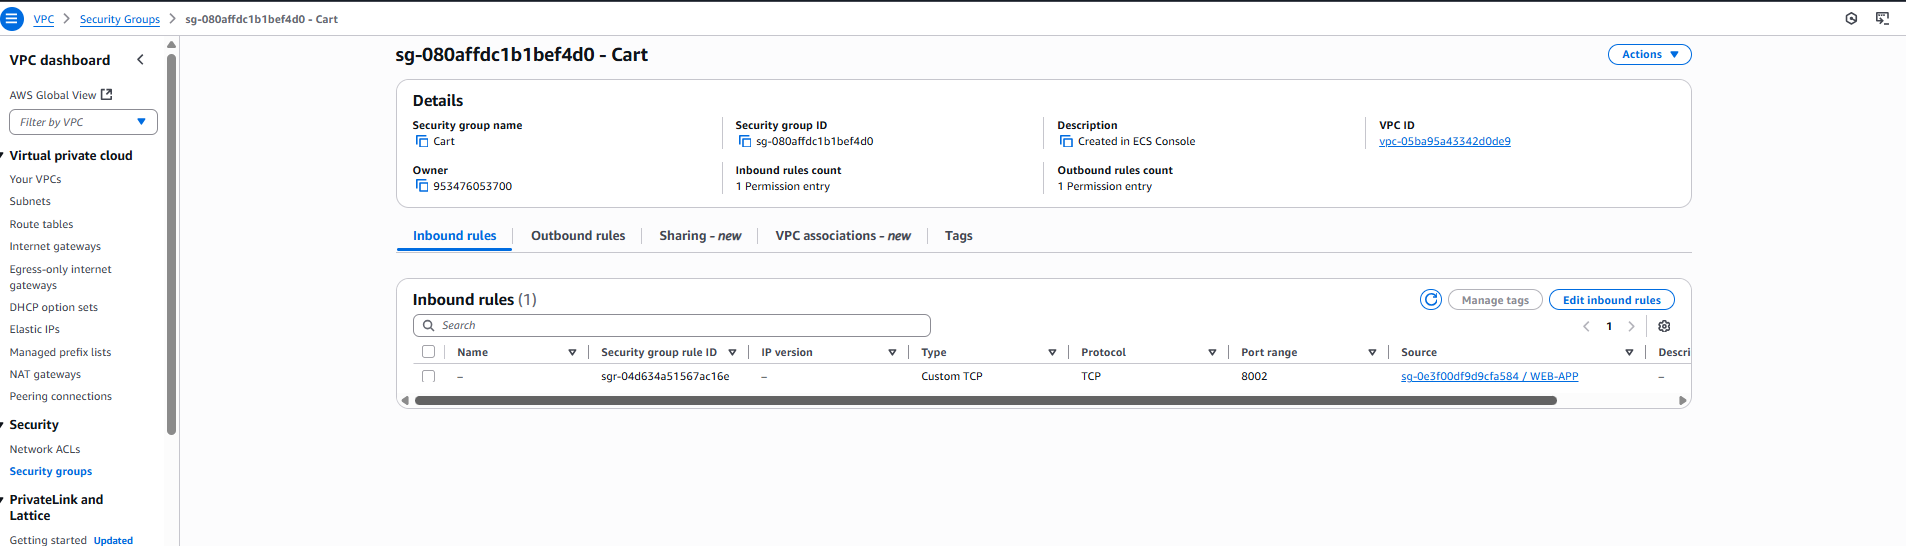 VPC > Security Groups > sg-080affdc1b1bef4d0 - Cart
VPC dashboard
AWS Global View
Filter by VPC
Virtual private cloud
Your VPCs
Subnets
Route tables
Internet gateways
Egress-only internet
gateways
DHCP option sets
Elastic IPs
Managed prefix lists
NAT gateways
Peering connections
Security
Network ACLs
Security groups
PrivateLink and
Lattice
Getting started Updated
sg-080affdc1b1bef4d0 - Cart
Actions
Details
Security group name
Cart
Security group ID
sg-080affdc1b1bef4d0
Description
Created in ECS Console
VPC ID
vpc-05ba95a43342d0de9
Owner
953476053700
Inbound rules count
1 Permission entry
Outbound rules count
1 Permission entry
Inbound rules Outbound rules Sharing - new VPC associations - new Tags
Inbound rules (1)
Manage tags Edit inbound rules
Search
1
Name Security group rule ID IP version Type Protocol Port range Source Descri
– sgr-04d634a51567ac16e – Custom TCP TCP 8002 sg-0e3f00df9d9cfa584 / WEB-APP –